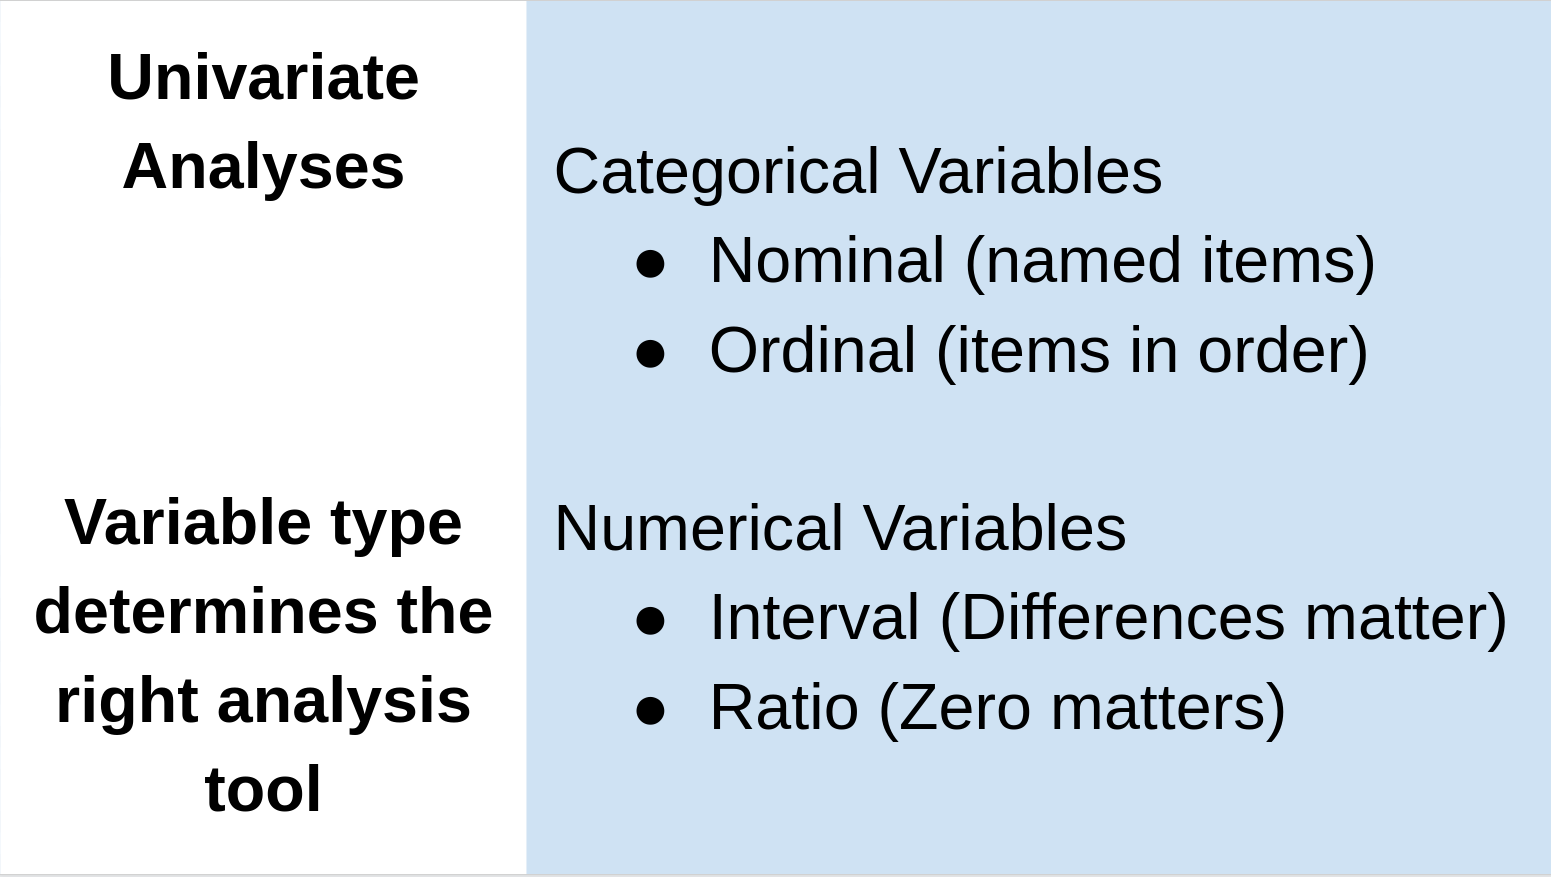 Univariate
Analyses
Variable type
determines the
right analysis
tool
Categorical Variables
● Nominal (named items)
● Ordinal (items in order)
Numerical Variables
● Interval (Differences matter)
● Ratio (Zero matters)